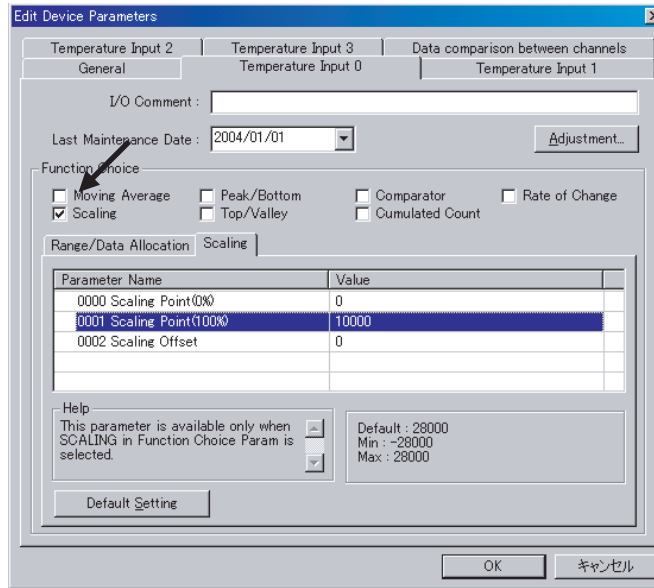 Edit Device Parameters
Temperature Input 2 Temperature Input 3 Data comparison between channels
General Temperature Input 0 Temperature Input 1
I/O Comment :
Last Maintenance Date : 2004/01/01 Adjustment...
Function Choice
Moving Average Peak/Bottom Comparator Rate of Change
Scaling Top/Valley Cumulated Count
Range/Data Allocation Scaling
Parameter Name Value
0000 Scaling Point(0%) 0
0001 Scaling Point(100%) 10000
0002 Scaling Offset 0
Help
This parameter is available only when
SCALING in Function Choice Param is
selected.
Default : 28000
Min : -28000
Max : 28000
Default Setting
OK キャンセル